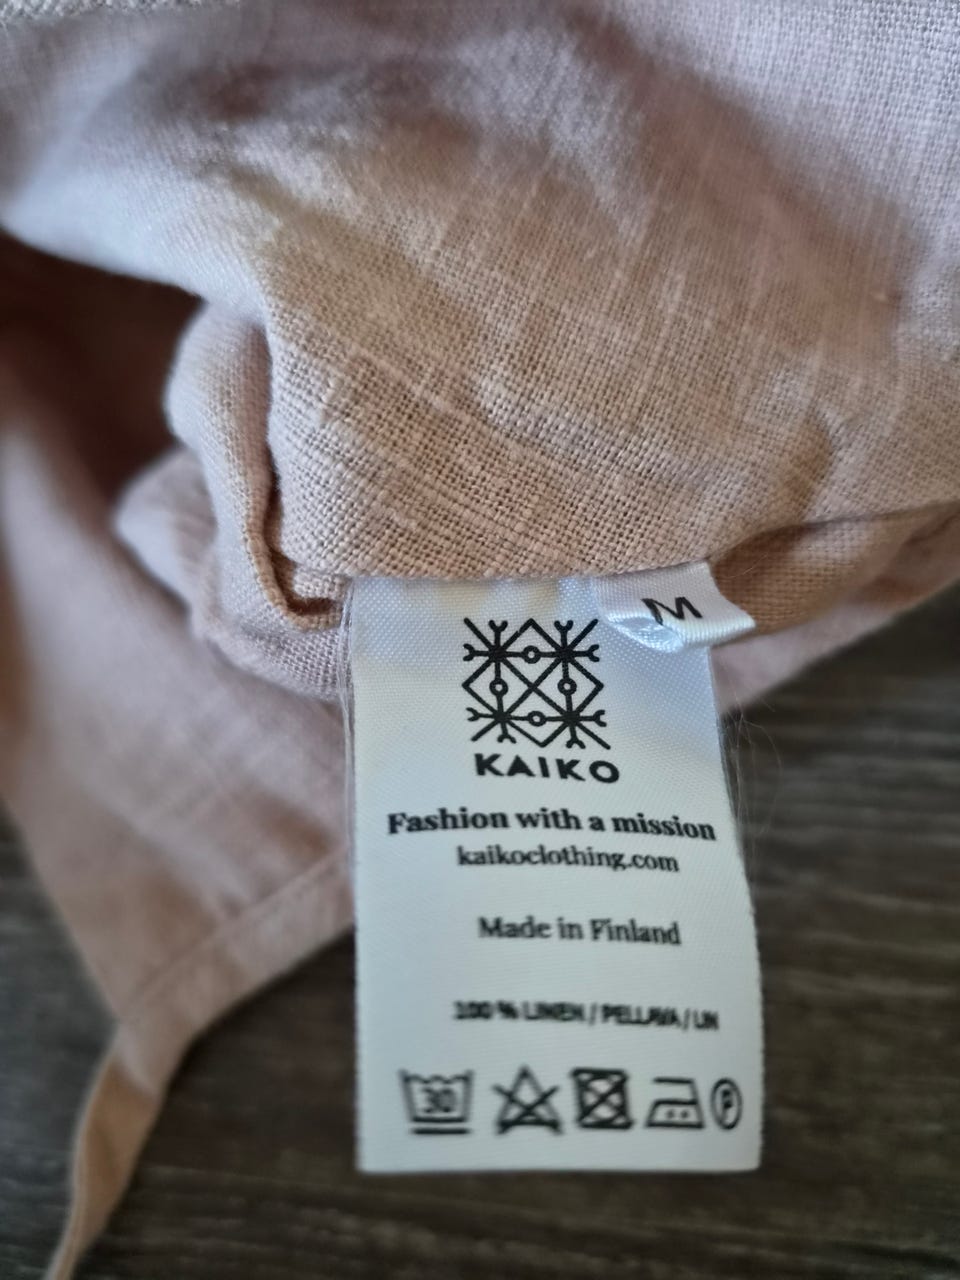 M
KAIKO
Fashion with a mission
kaikoclothing.com
Made in Finland
100 % LINEN / PELLAVA / LIN
30
P